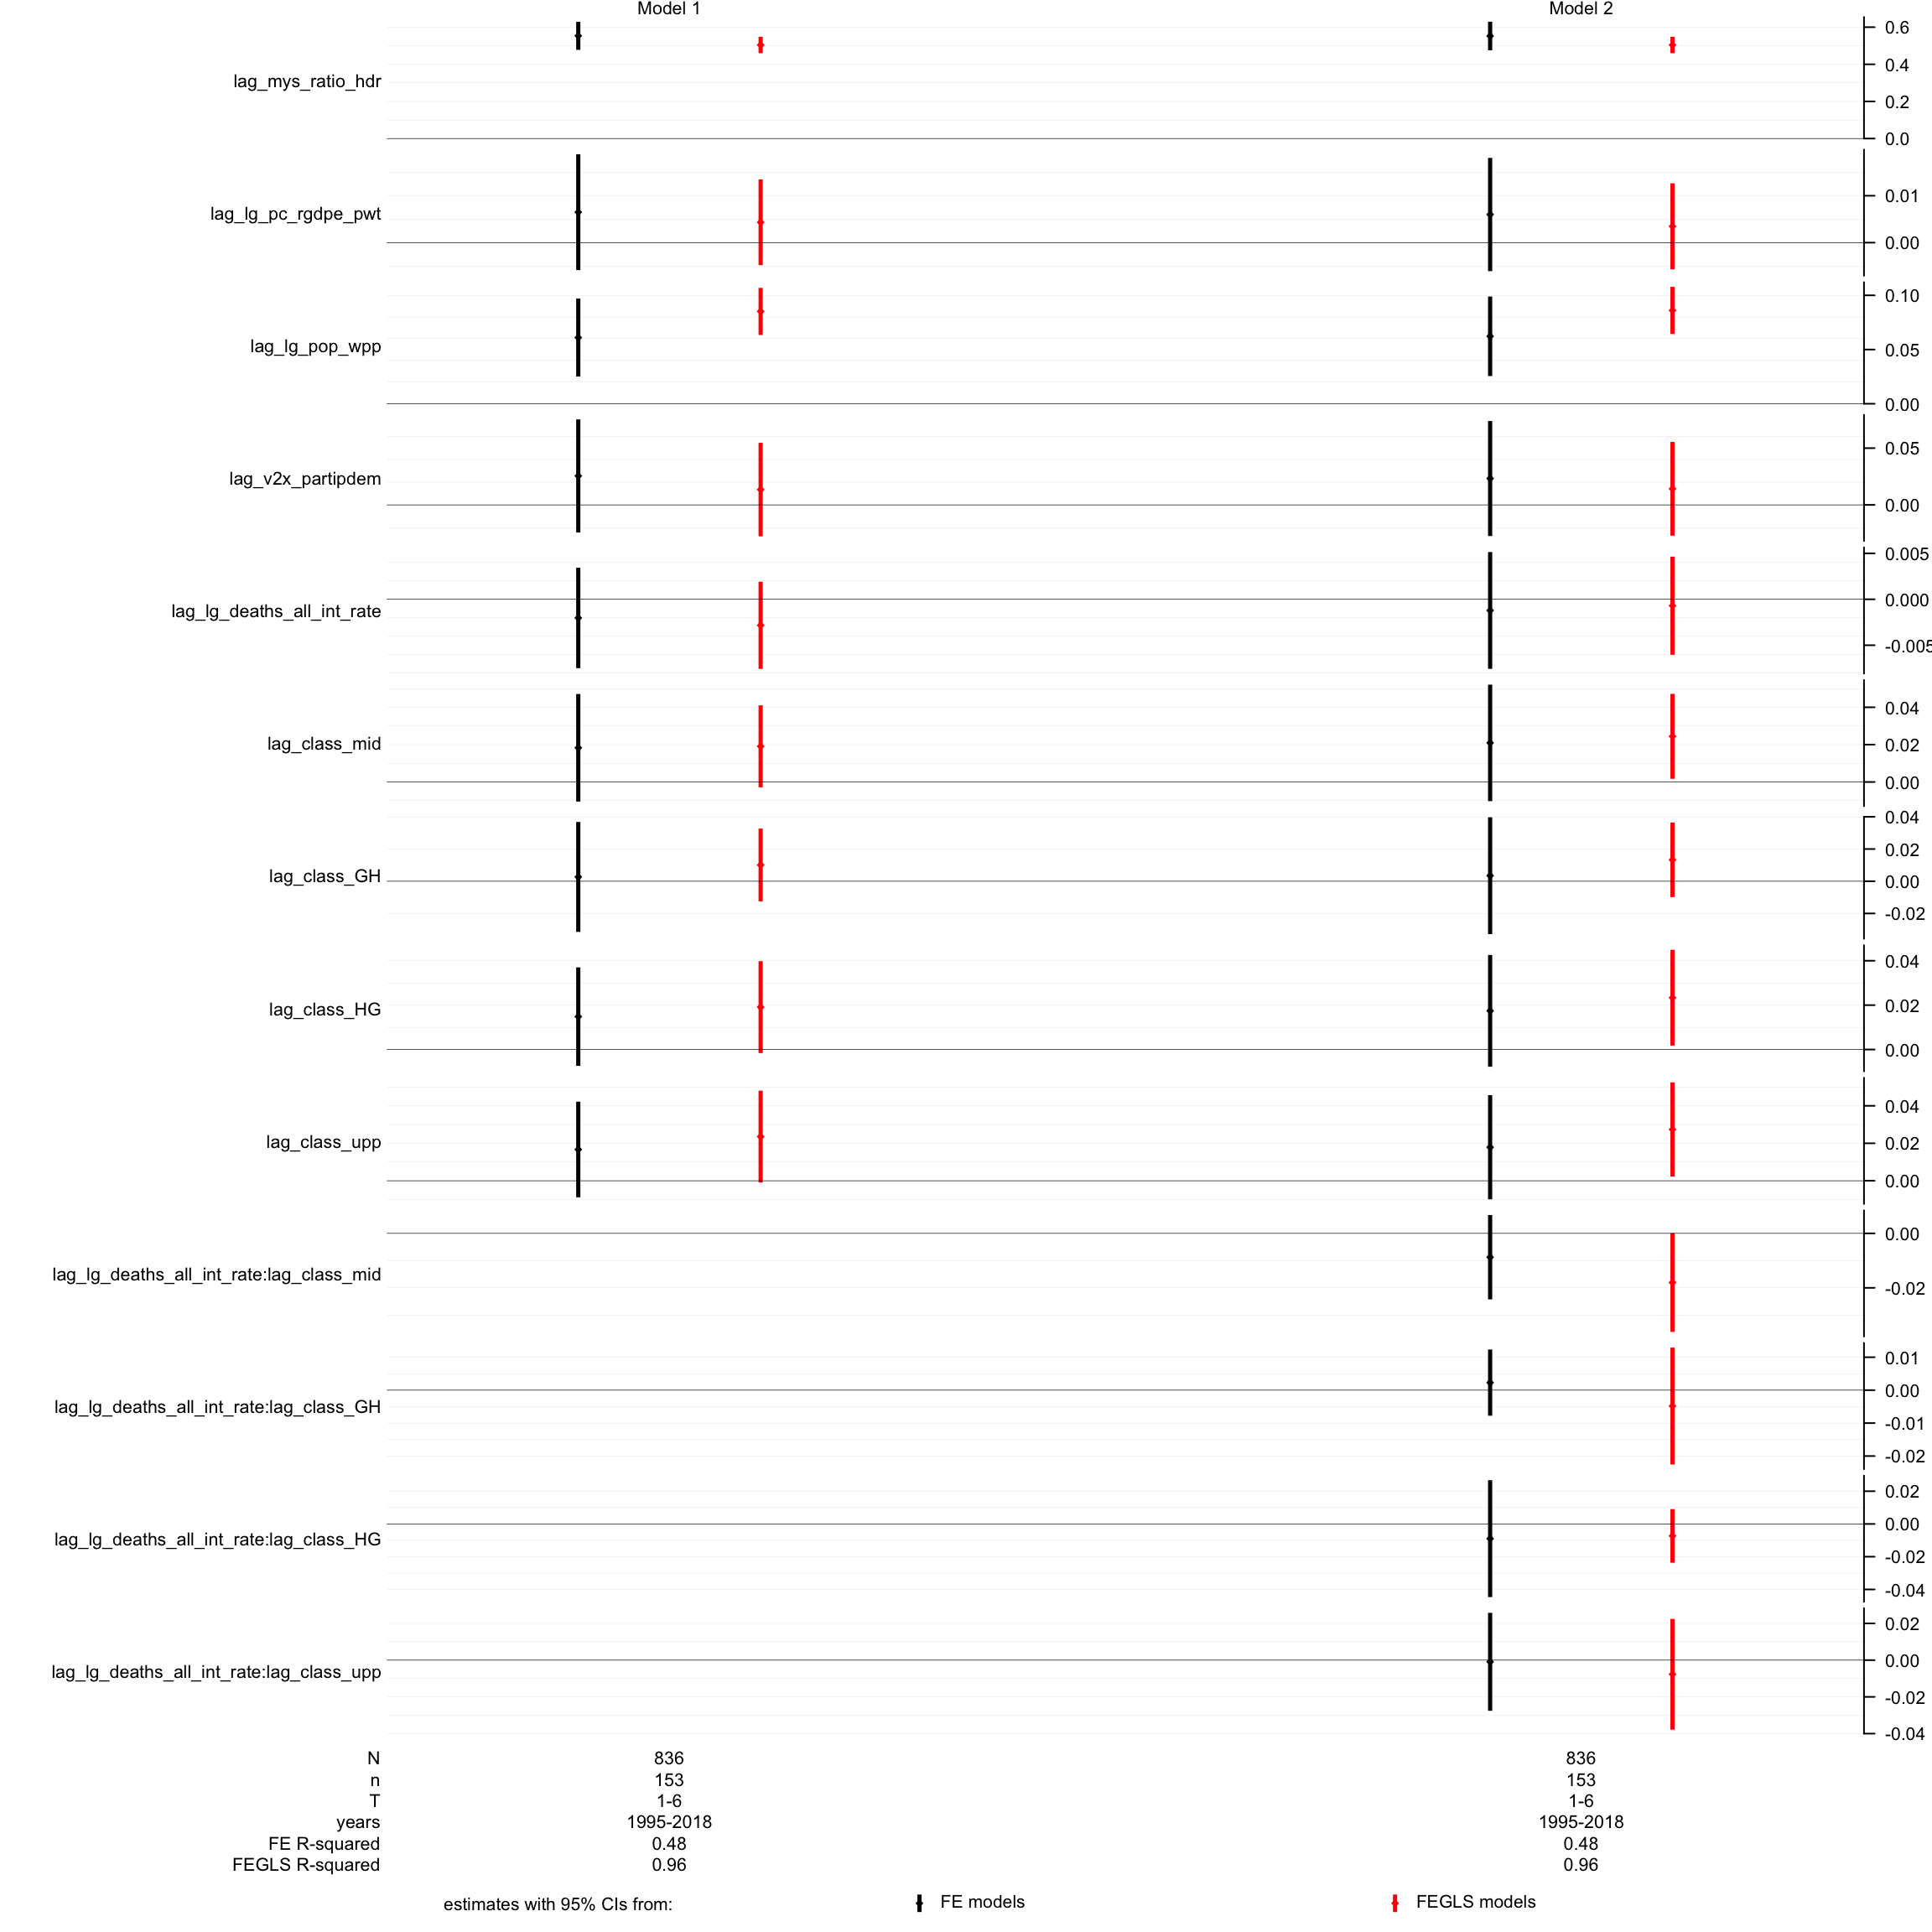 Model 1 Model 2
0.6
0.4
lag_mys_ratio_hdr
0.2
0.0
0.01
lag_lg_pc_rgdpe_pwt
0.00
0.10
lag_lg_pop_wpp
0.05
0.00
0.05
lag_v2x_partipdem
0.00
0.005
0.000
lag_lg_deaths_all_int_rate
-0.005
0.04
lag_class_mid
0.02
0.00
0.04
0.02
lag_class_GH
0.00
-0.02
0.04
lag_class_HG
0.02
0.00
0.04
lag_class_upp
0.02
0.00
0.00
lag_lg_deaths_all_int_rate:lag_class_mid
-0.02
0.01
0.00
lag_lg_deaths_all_int_rate:lag_class_GH
-0.01
-0.02
0.02
0.00
lag_lg_deaths_all_int_rate:lag_class_HG
-0.02
-0.04
0.02
0.00
lag_lg_deaths_all_int_rate:lag_class_upp
-0.02
-0.04
N 836 836
n 153 153
T 1-6 1-6
years 1995-2018 1995-2018
FE R-squared 0.48 0.48
FEGLS R-squared 0.96 0.96
estimates with 95% CIs from: FE models FEGLS models